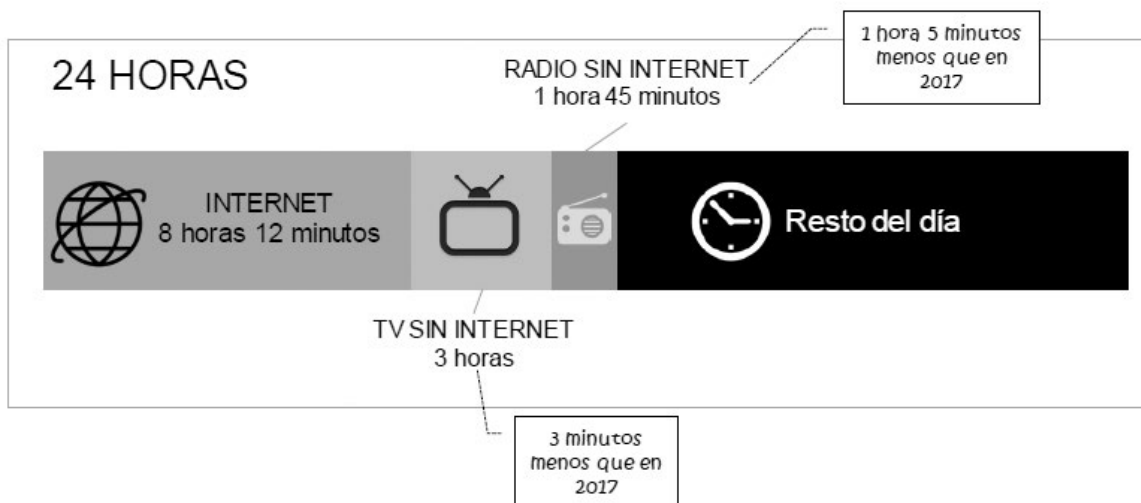 24 HORAS
RADIO SIN INTERNET
1 hora 45 minutos
1 hora 5 minutos
menos que en
2017
INTERNET
8 horas 12 minutos
Resto del día
TV SIN INTERNET
3 horas
3 minutos
menos que en
2017